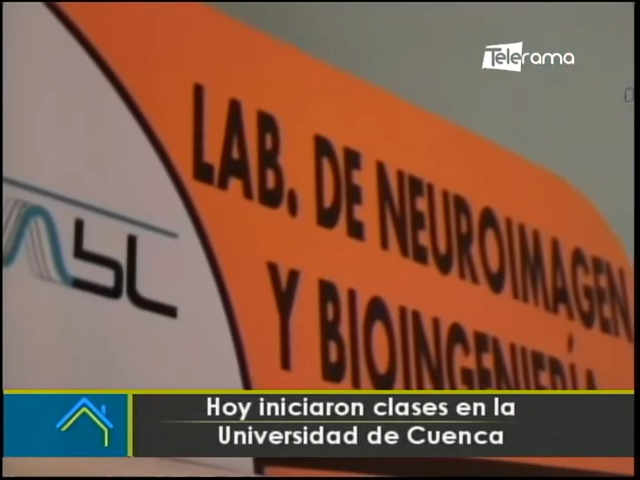 Telerama
LAB. DE NEUROIMAGEN
Y BIOINGENIERÍA
Hoy iniciaron clases en la
Universidad de Cuenca